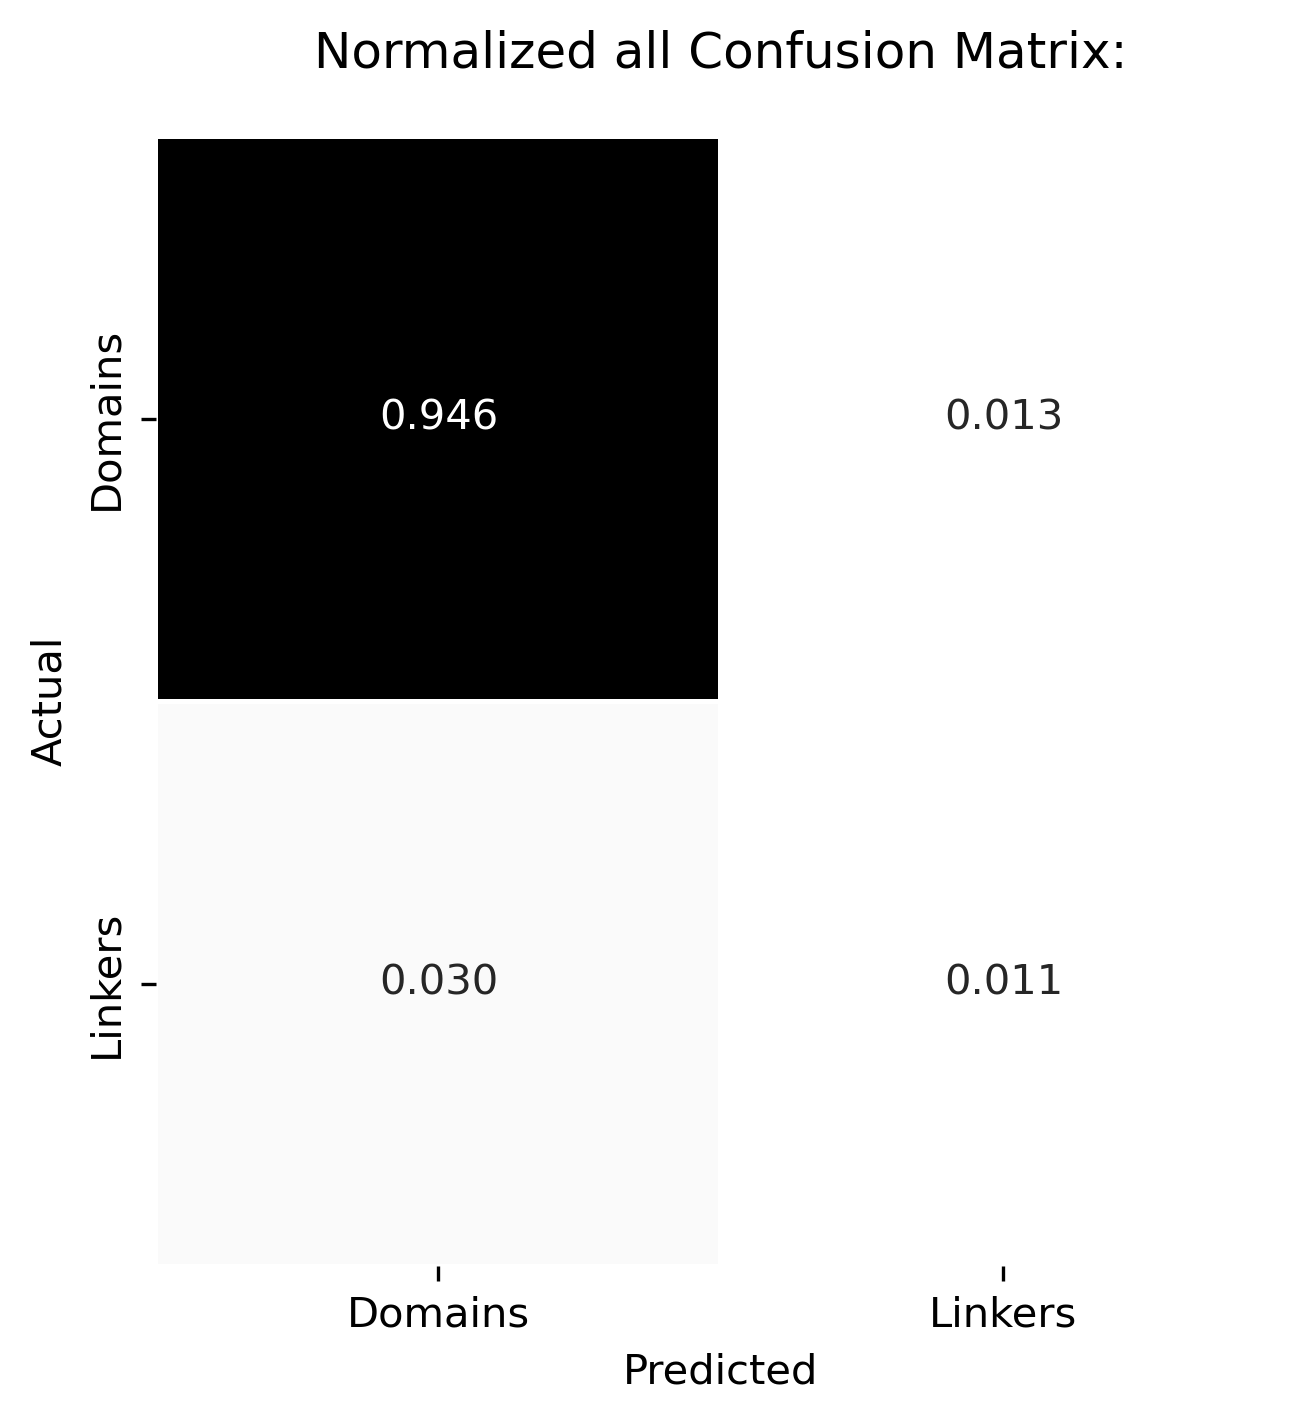 Normalized all Confusion Matrix:
Actual
Domains
0.946
0.013
Linkers
0.030
0.011
Domains
Linkers
Predicted